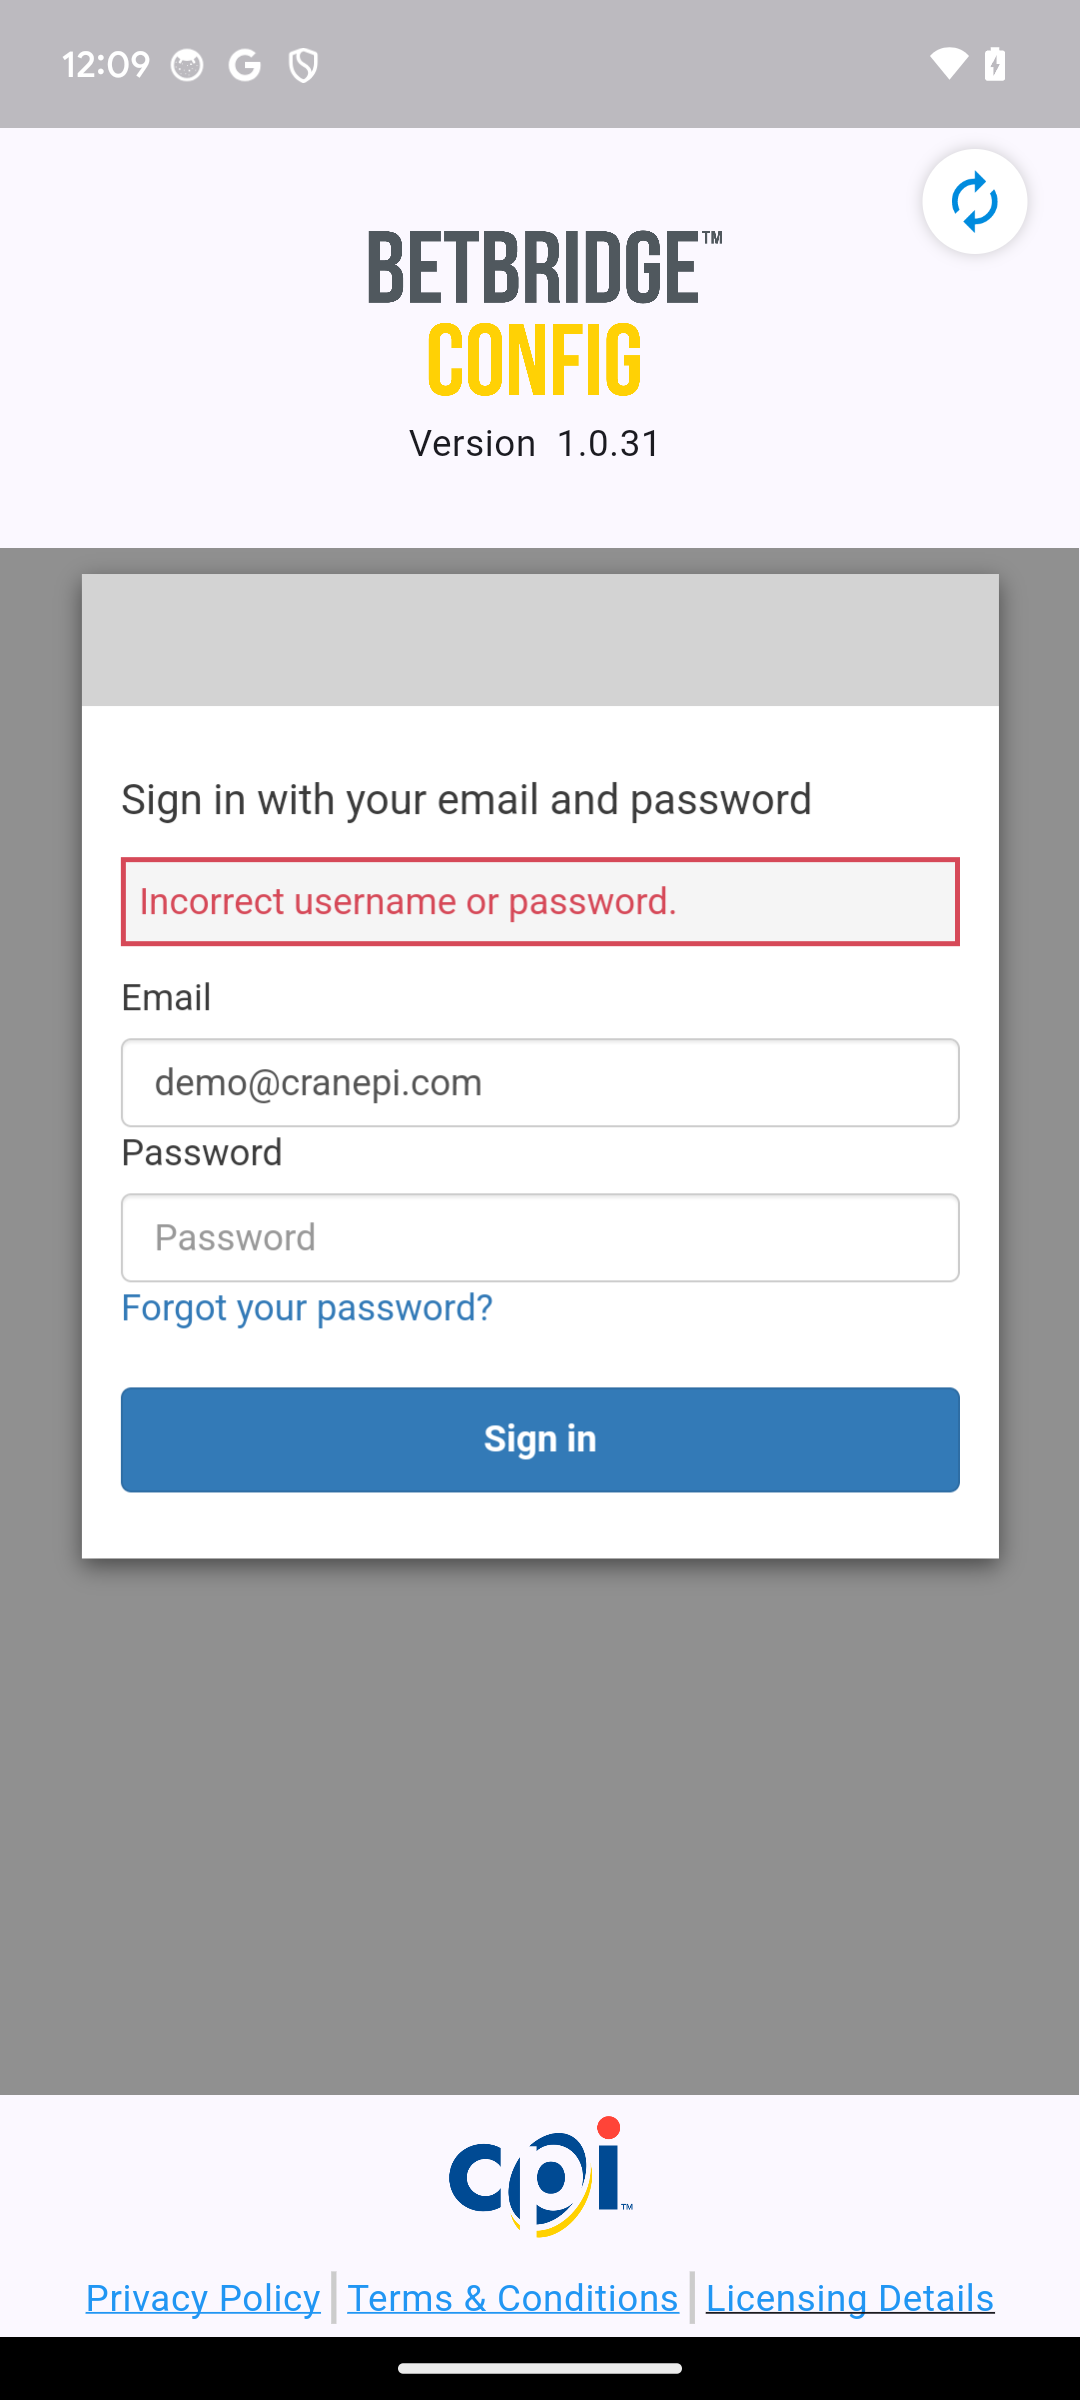 12:09
BETBRIDGE™
CONFIG
Version 1.0.31
Sign in with your email and password
Incorrect username or password.
Email
demo@cranepi.com
Password
Password
Forgot your password?
Sign in
cpi™
Privacy Policy | Terms & Conditions | Licensing Details